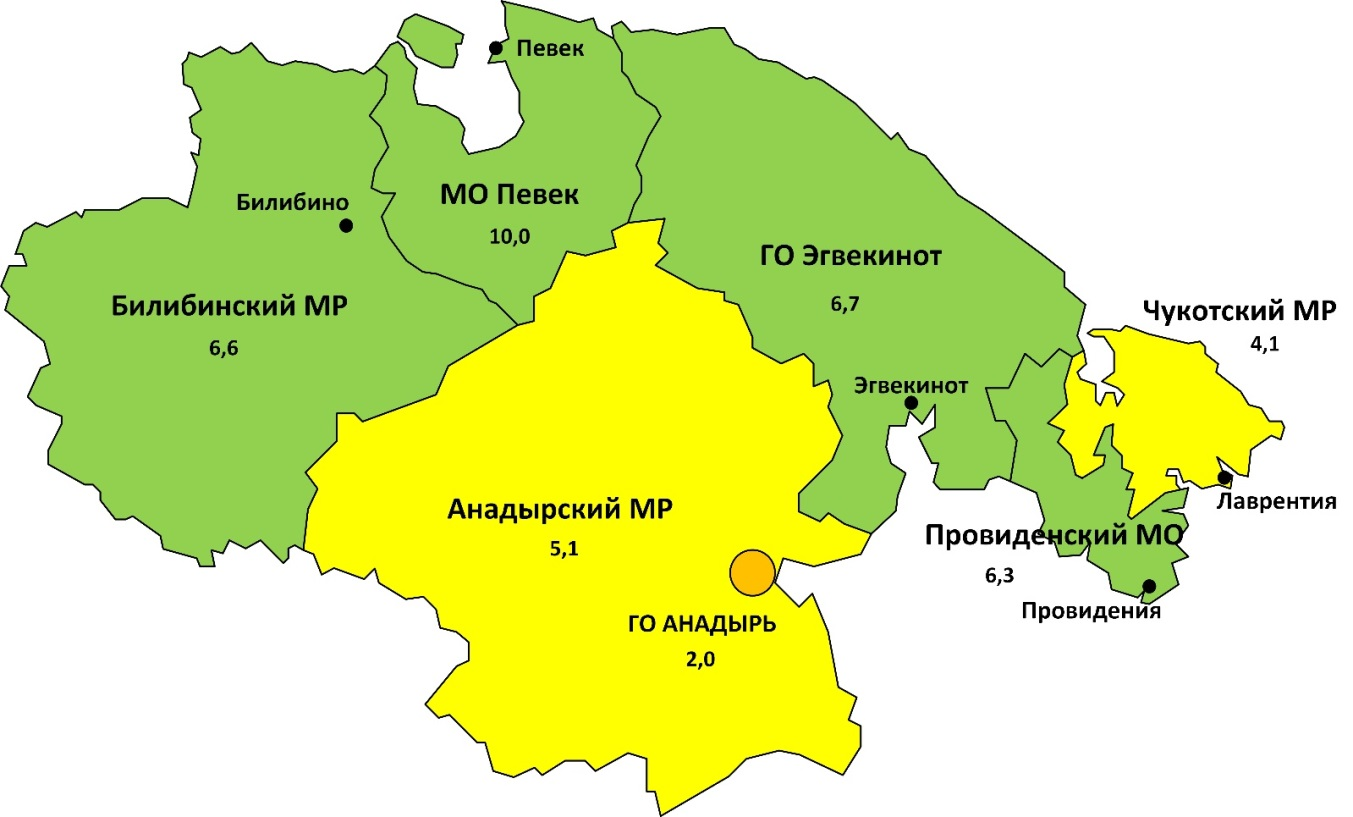 Певек
Билибино
МО Певек
10,0
ГО Эгвекинот
6,7
Билибинский МР
6,6
Чукотский МР
4,1
Эгвекинот
Лаврентия
Анадырский МР
5,1
Провиденский МО
6,3
Провидения
ГО АНАДЫРЬ
2,0